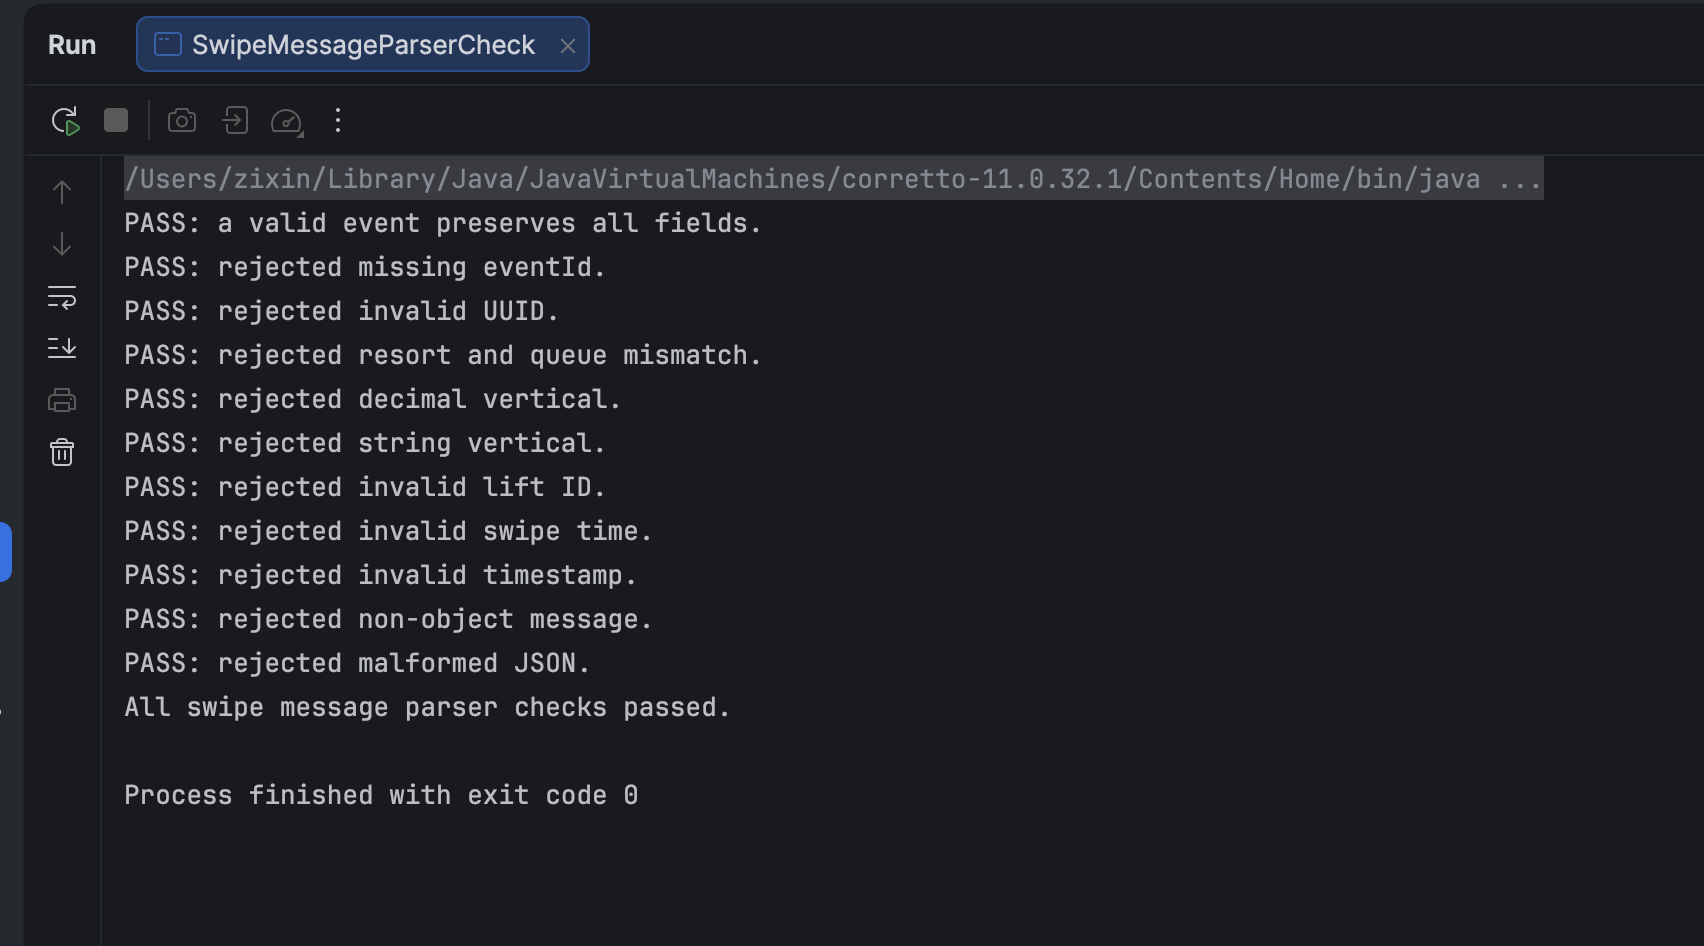 Run
SwipeMessageParserCheck
/Users/zixin/Library/Java/JavaVirtualMachines/corretto-11.0.32.1/Contents/Home/bin/java ...
PASS: a valid event preserves all fields.
PASS: rejected missing eventId.
PASS: rejected invalid UUID.
PASS: rejected resort and queue mismatch.
PASS: rejected decimal vertical.
PASS: rejected string vertical.
PASS: rejected invalid lift ID.
PASS: rejected invalid swipe time.
PASS: rejected invalid timestamp.
PASS: rejected non-object message.
PASS: rejected malformed JSON.
All swipe message parser checks passed.
Process finished with exit code 0